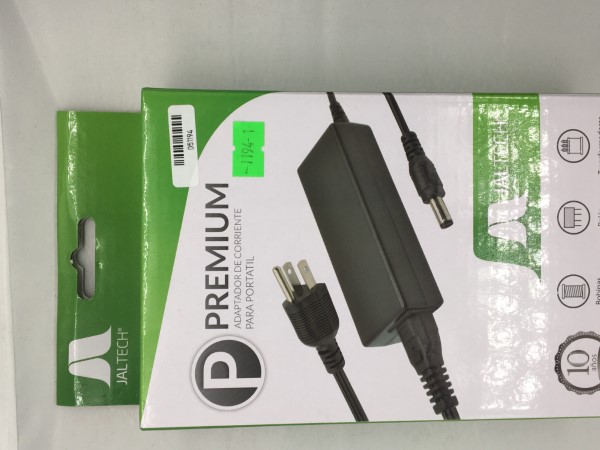 JALTECH®
051194
P PREMIUM
ADAPTADOR DE CORRIENTE
PARA PORTATIL
-1194-1
JALTECH®
10
años
Bobinas